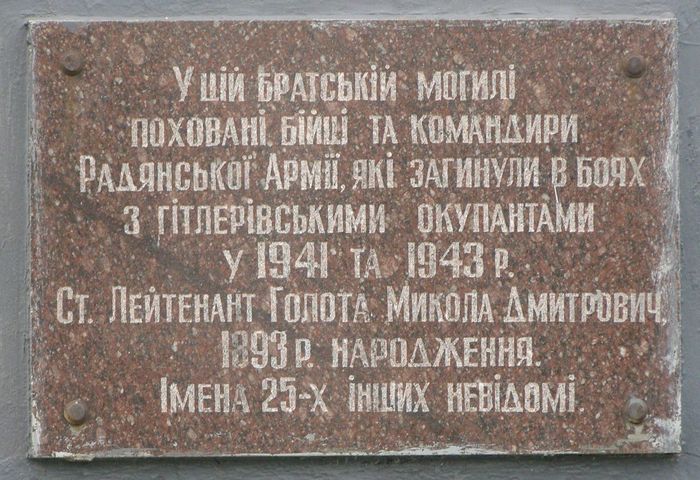 У цій братській могилі
поховані бійці та командири
Радянської Армії, які загинули в боях
з гітлерівськими окупантами
у 1941 та 1943 р.
Ст. Лейтенант Голота Микола Дмитрович,
1893 р. народження.
Імена 25-х інших невідомі.